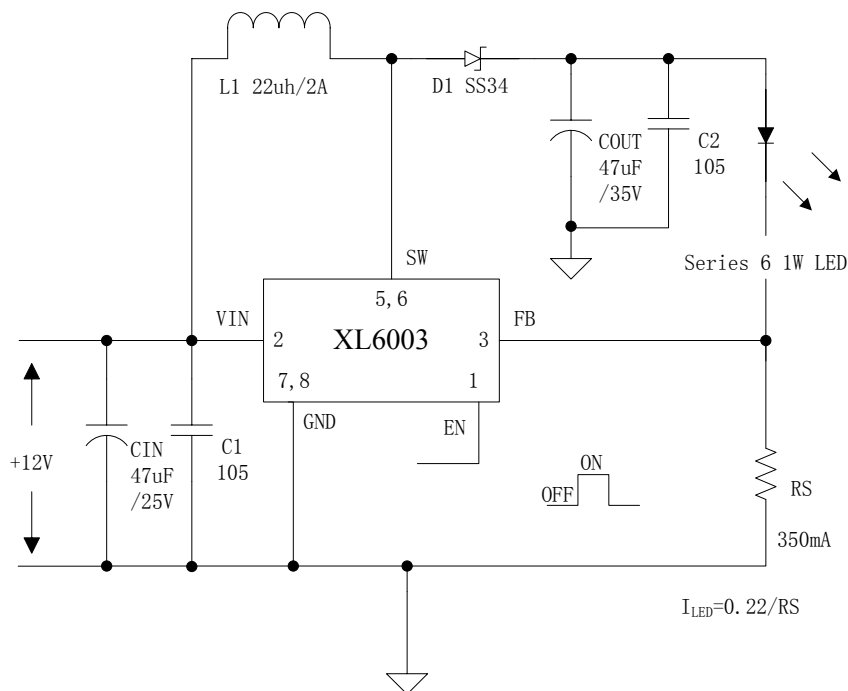 L1 22uh/2A
D1 SS34
COUT
47uF
/35V
C2
105
SW
Series 6 1W LED
5,6
VIN
FB
2
XL6003
3
7,8
1
GND
EN
+12V
CIN
47uF
/25V
C1
105
ON
OFF
RS
350mA
I_LED=0.22/RS